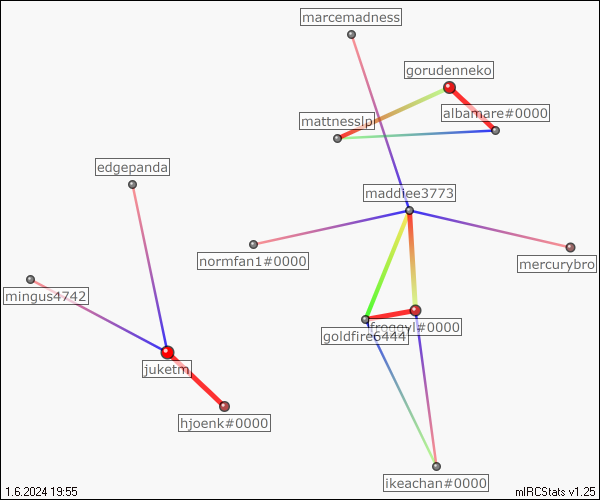 marcemadness
gorudenneko
albamare#0000
mattnesslp
edgepanda
maddiee3773
normfan1#0000
mercurybro
mingus4742
froggyl#0000
goldfire6444
juketm
hjoenk#0000
ikeachan#0000
1.6.2024 19:55
mIRCStats v1.25